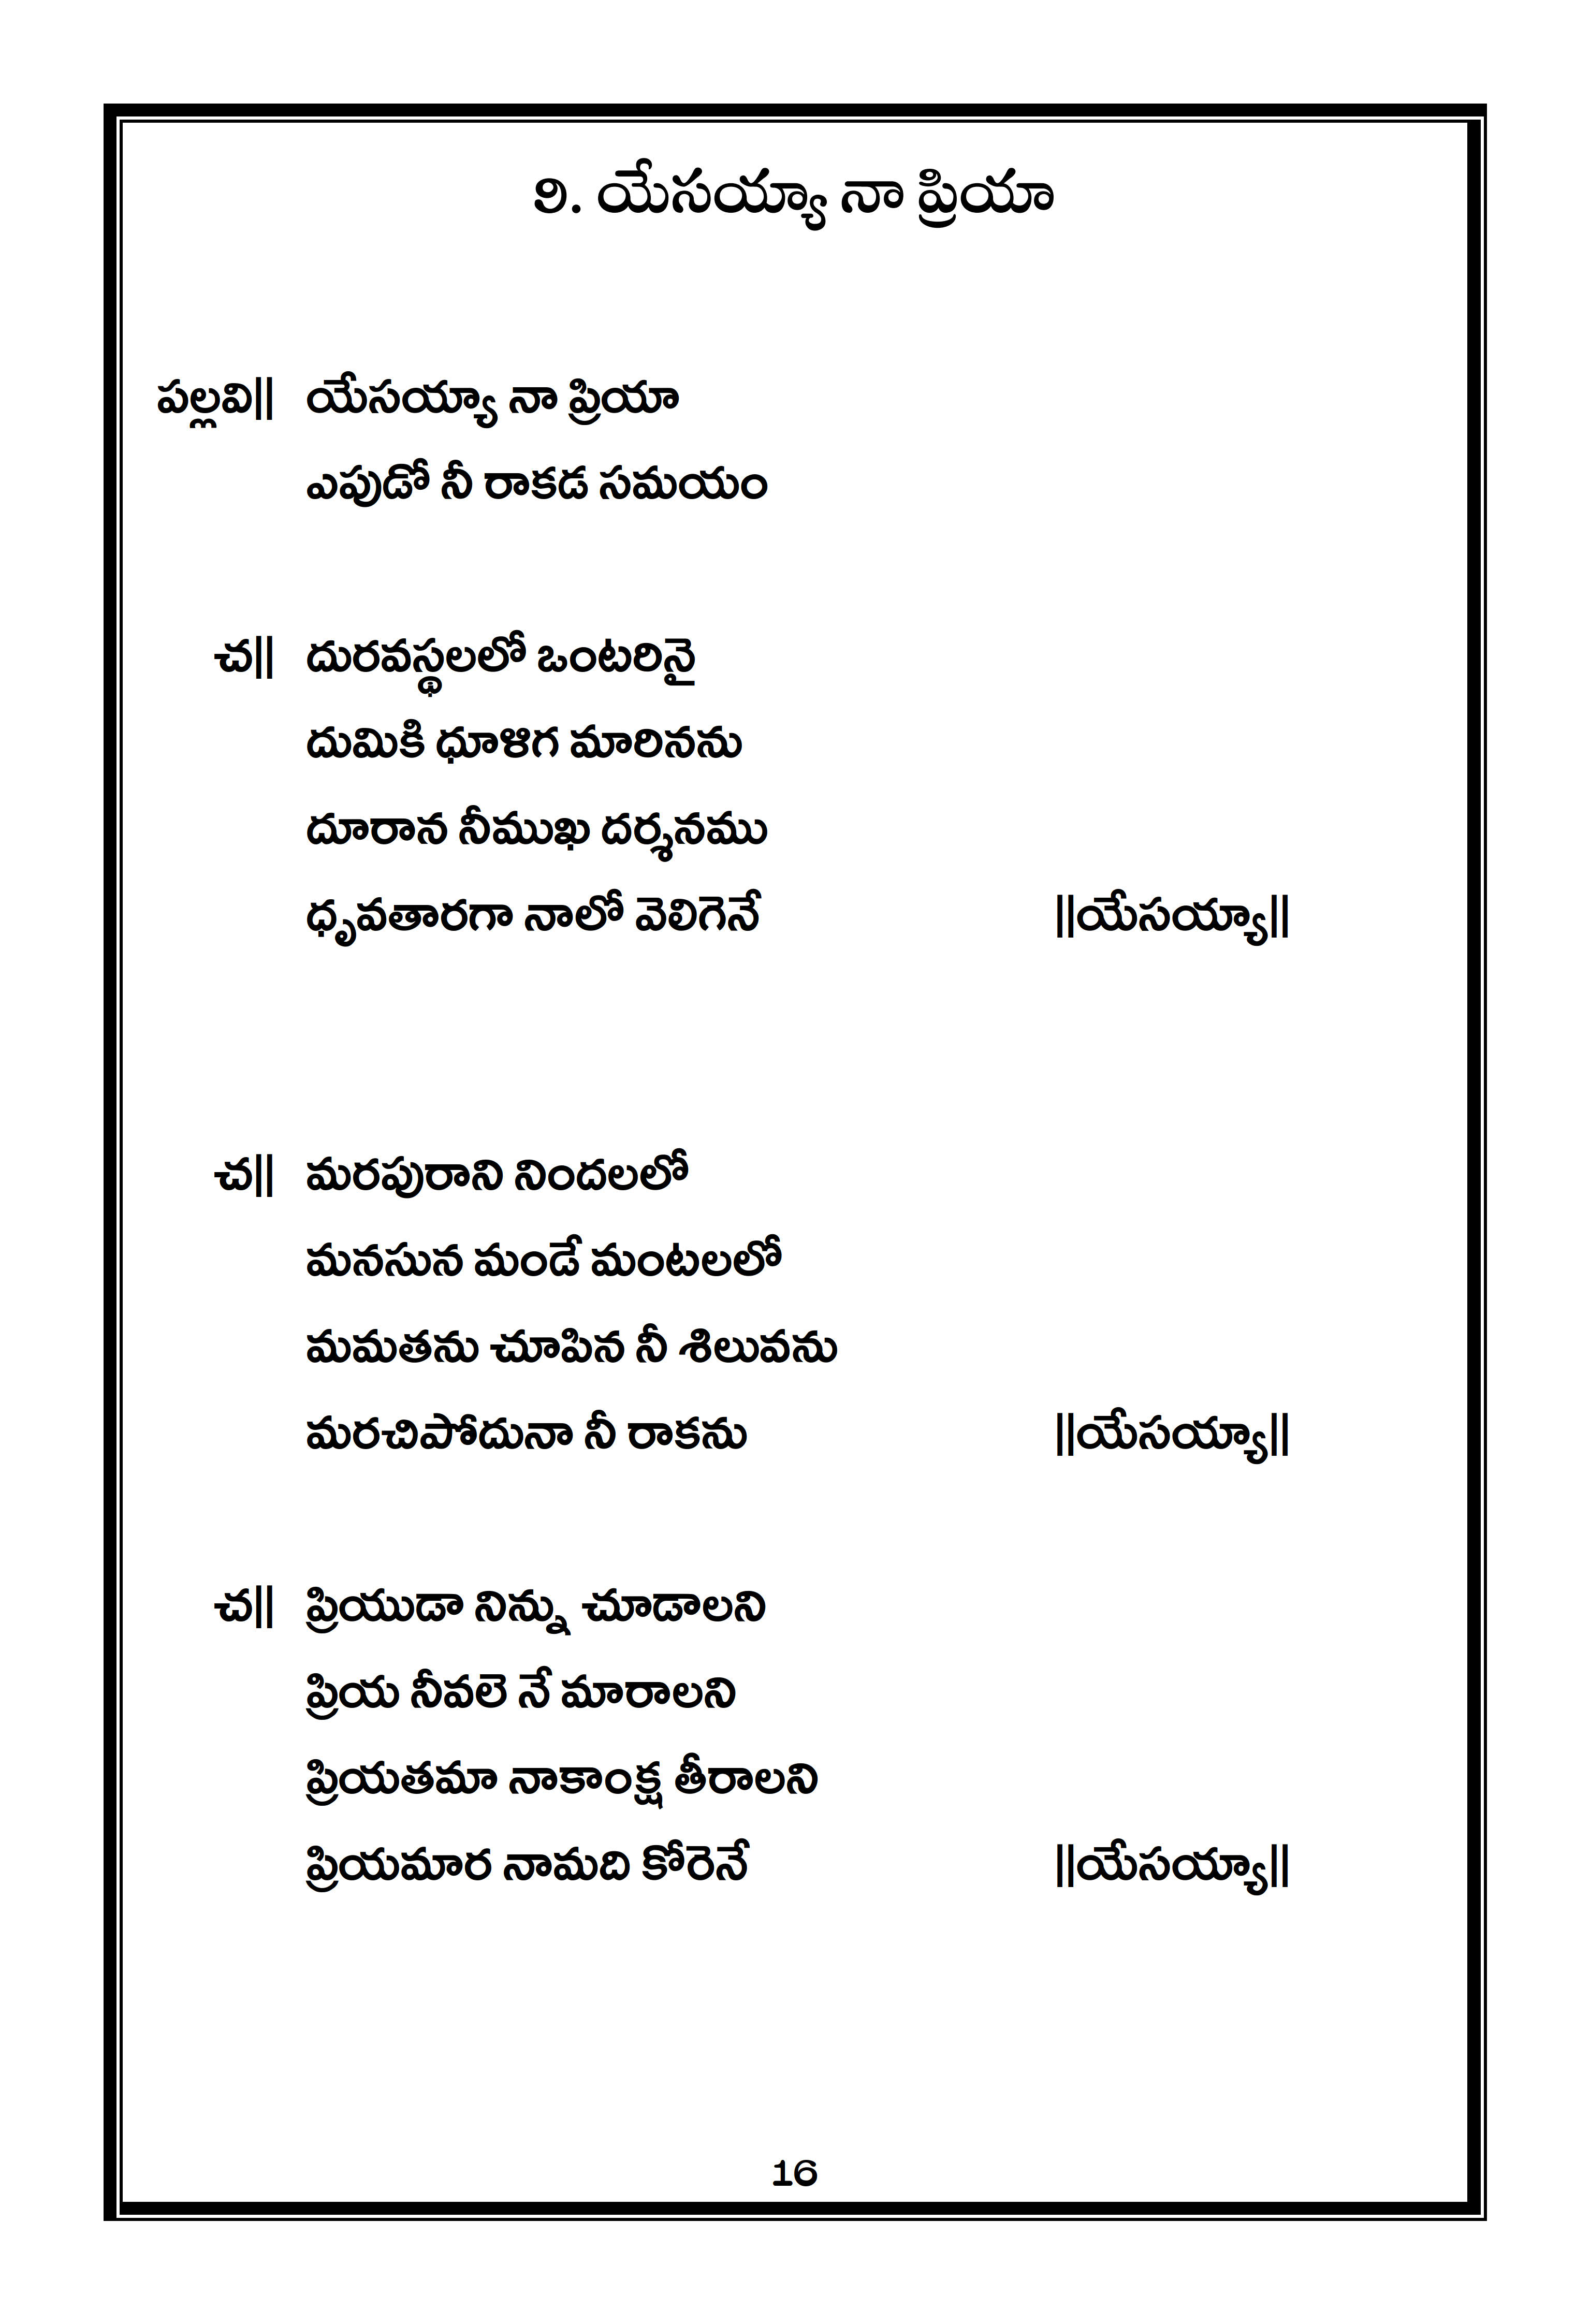 ౨. యేసయ్యా నా ప్రియా
పల్లవి|| యేసయ్యా నా ప్రియా
ఎపుడో నీ రాకడ సమయం
చ|| దురవస్థలలో ఒంటరినై
దుమికి ధూళిగ మారినను
దూరాన నీముఖ దర్శనము
ధృవతారగా నాలో వెలిగెనే ||యేసయ్యా||
చ|| మరపురాని నిందలలో
మనసున మండే మంటలలో
మమతను చూపిన నీ శిలువను
మరచిపోదునా నీ రాకను ||యేసయ్యా||
చ|| ప్రియుడా నిన్ను చూడాలని
ప్రియ నీవలె నే మారాలని
ప్రియతమా నాకాంక్ష తీరాలని
ప్రియమార నామది కోరెనే ||యేసయ్యా||
16